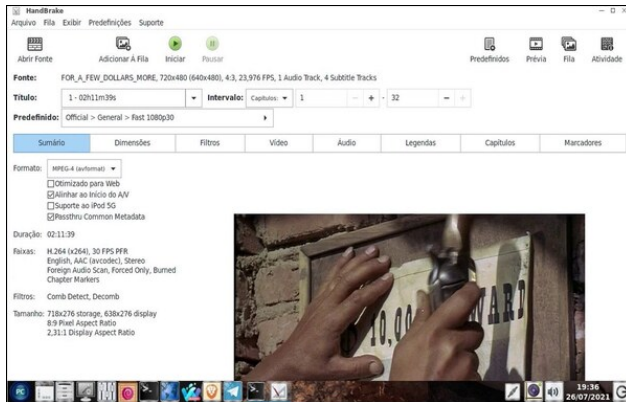 HandBrake
Arquivo Fila Exibir Predefinições Suporte
Abrir Fonte Adicionar À Fila Iniciar Pausar Predefinidos Prévia Fila Atividade
Fonte: FOR_A_FEW_DOLLARS_MORE, 720x480 (640x480), 4:3, 23,976 FPS, 1 Audio Track, 4 Subtitle Tracks
Título: 1 - 02h11m39s Intervalo: Capítulos: 1 - + - 32 - +
Predefinido: Official > General > Fast 1080p30
Sumário Dimensões Filtros Vídeo Áudio Legendas Capítulos Marcadores
Formato: MPEG-4 (avformat)
Otimizado para Web
Alinhar ao Início do A/V
Suporte ao iPod 5G
Passthru Common Metadata
Duração: 02:11:39
Faixas: H.264 (x264), 30 FPS PFR
English, AAC (avcodec), Stereo
Foreign Audio Scan, Forced Only, Burned
Chapter Markers
Filtros: Comb Detect, Decomb
Tamanho: 718x276 storage, 638x276 display
8:9 Pixel Aspect Ratio
2,31:1 Display Aspect Ratio
PC
19:36
26/07/2021